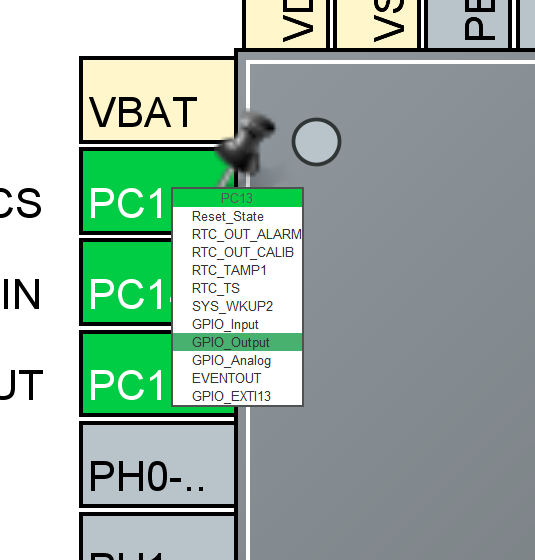 VD
VS
PE
VBAT
CS
PC1
PC13
Reset_State
RTC_OUT_ALARM
RTC_OUT_CALIB
RTC_TAMP1
RTC_TS
SYS_WKUP2
GPIO_Input
GPIO_Output
GPIO_Analog
EVENTOUT
GPIO_EXTI13
IN
PC1
UT
PC1
PH0-..
PH1